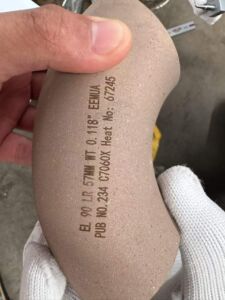 EL 90 LR 57MM WT 0.118" EEMUA
PUB NO.234 C7060X Heat No: 67245